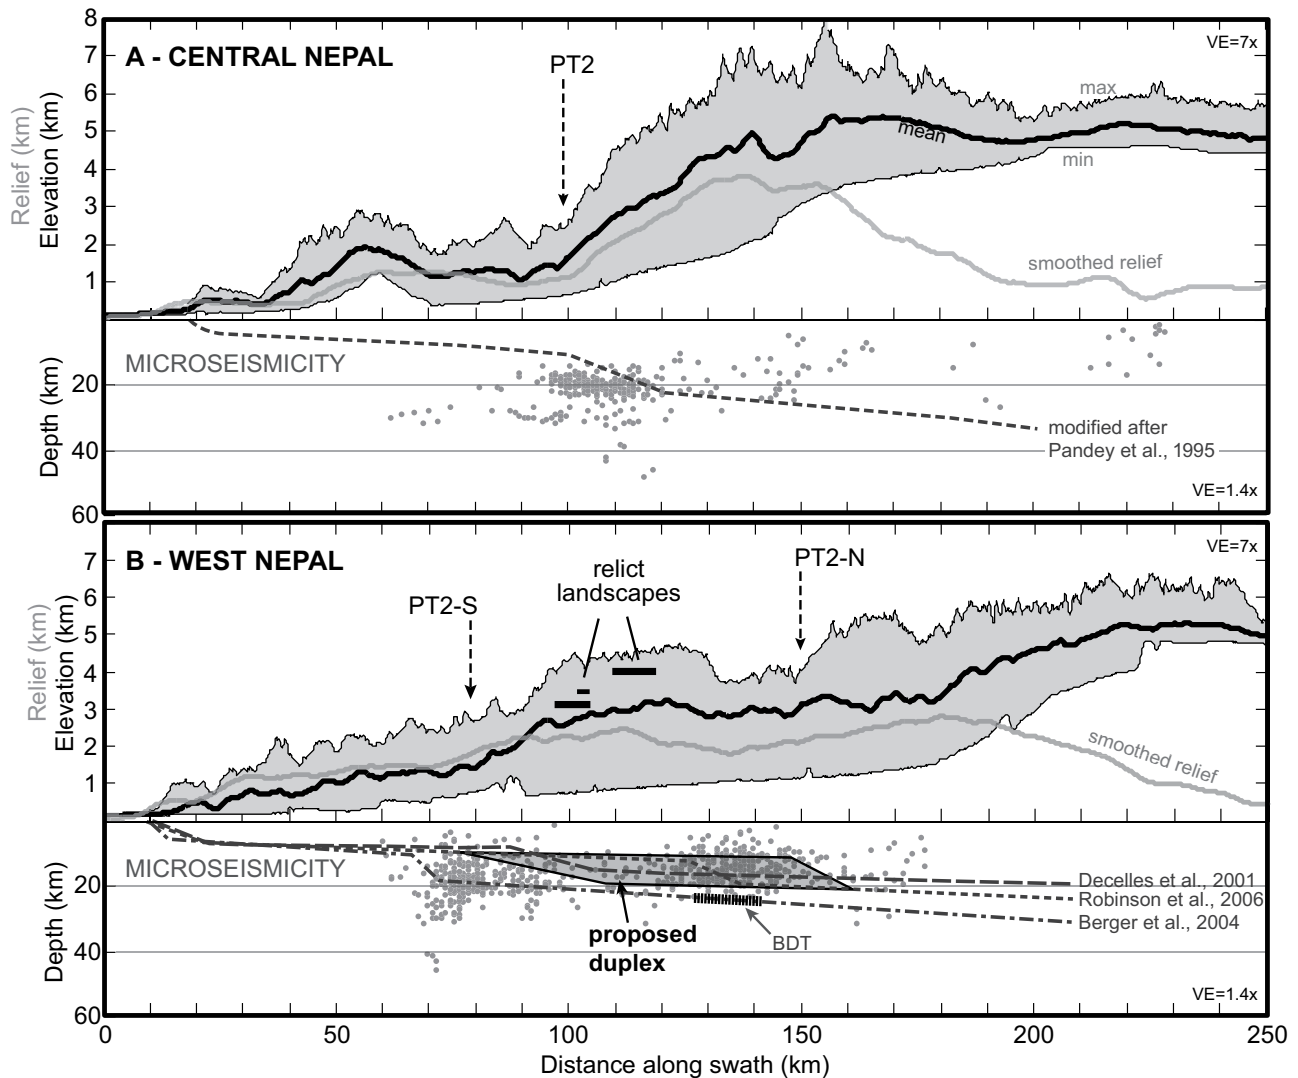 A - CENTRAL NEPAL
VE=7x
PT2
max
mean
min
smoothed relief
Relief (km)
Elevation (km)
8
7
6
5
4
3
2
1
MICROSEISMICITY
Depth (km)
20
40
60
modified after
Pandey et al., 1995
VE=1.4x
B - WEST NEPAL
VE=7x
PT2-S
relict
landscapes
PT2-N
smoothed relief
Relief (km)
Elevation (km)
7
6
5
4
3
2
1
MICROSEISMICITY
Depth (km)
20
40
60
Decelles et al., 2001
Robinson et al., 2006
Berger et al., 2004
proposed
duplex
BDT
VE=1.4x
0 50 100 150 200 250
Distance along swath (km)